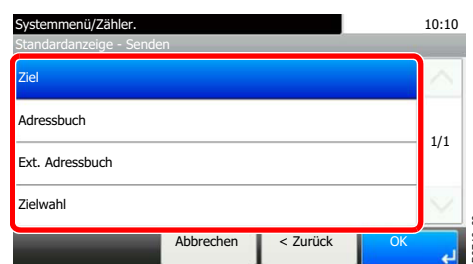 Systemmenü/Zähler. 10:10
Standardanzeige - Senden
Ziel
Adressbuch
1/1
Ext. Adressbuch
Zielwahl
Abbrechen < Zurück OK